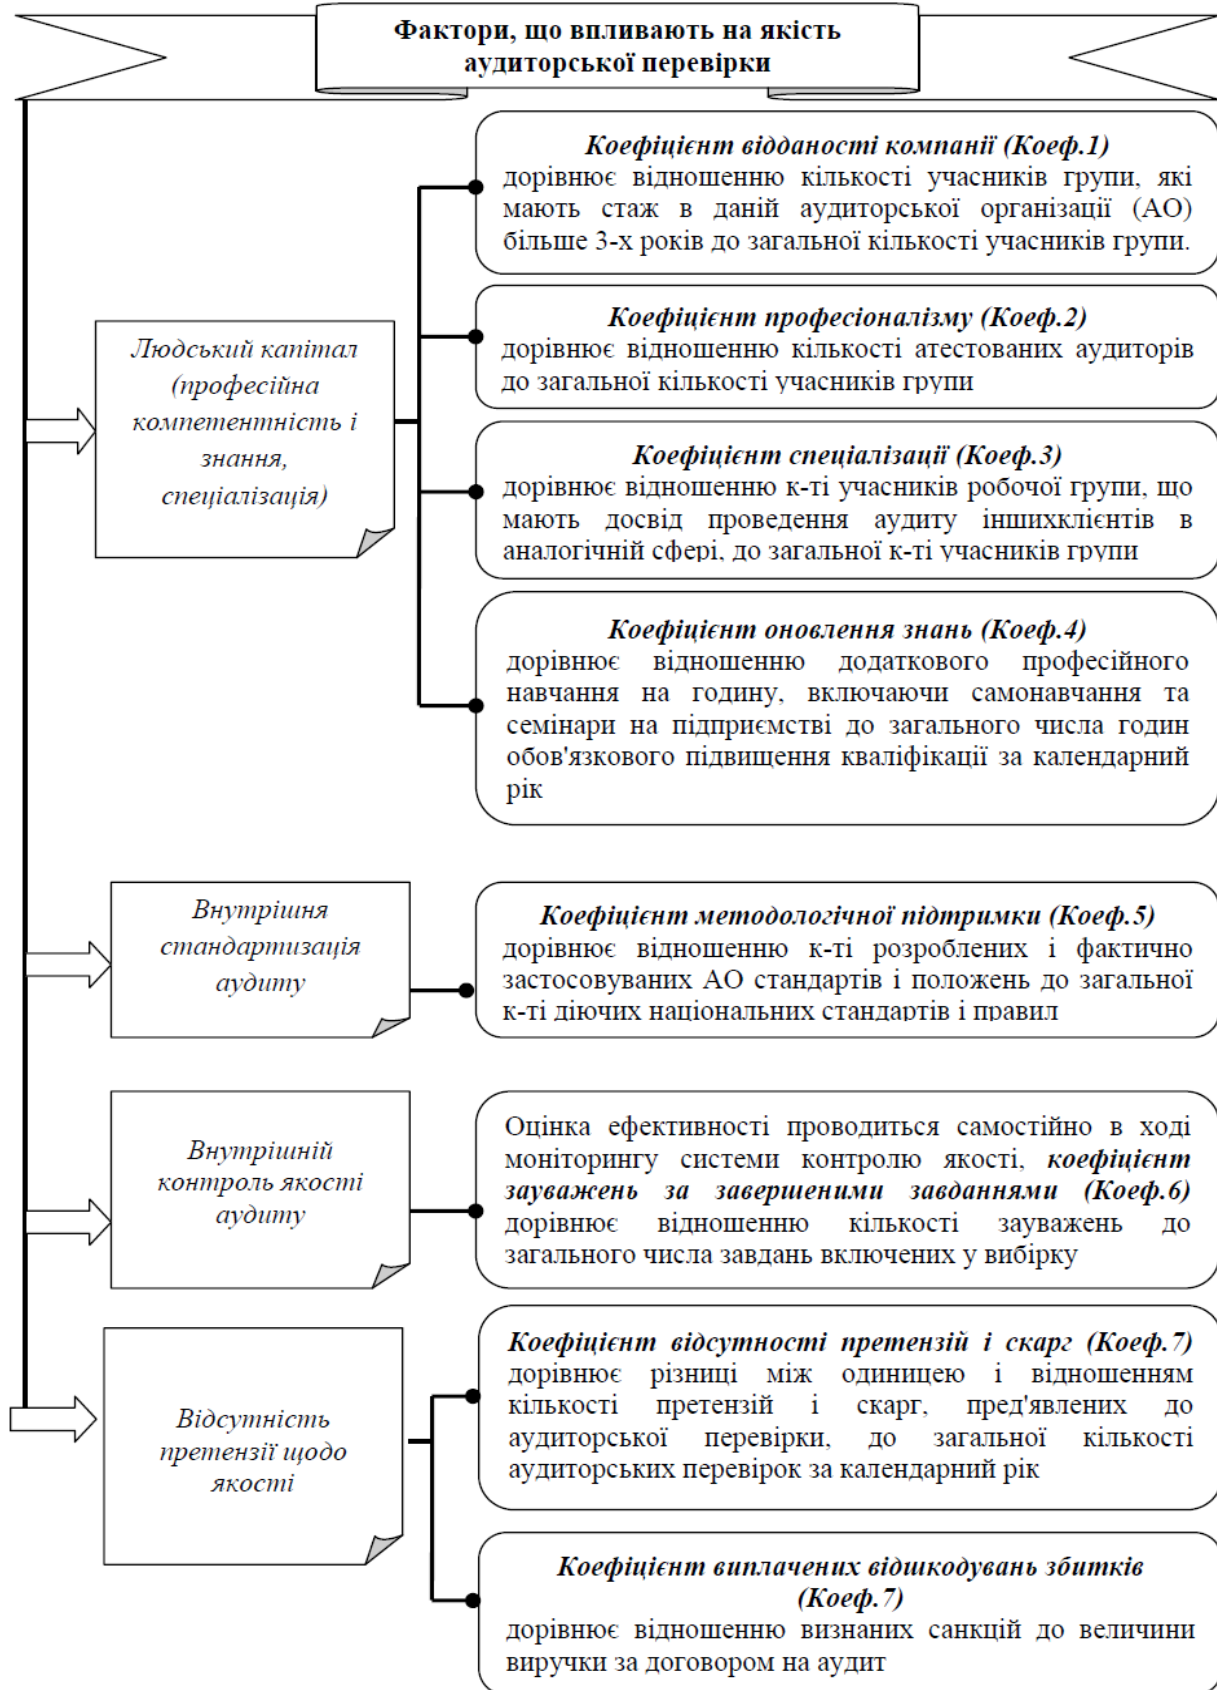 Фактори, що впливають на якість
аудиторської перевірки
Коефіцієнт відданості компанії (Коеф.1)
дорівнює відношенню кількості учасників групи, які
мають стаж в даній аудиторської організації (АО)
більше 3-х років до загальної кількості учасників групи.
Коефіцієнт професіоналізму (Коеф.2)
дорівнює відношенню кількості атестованих аудиторів
до загальної кількості учасників групи
Людський капітал
(професійна
компетентність і
знання,
спеціалізація)
Коефіцієнт спеціалізації (Коеф.3)
дорівнює відношенню к-ті учасників робочої групи, що
мають досвід проведення аудиту іншихклієнтів в
аналогічній сфері, до загальної к-ті учасників групи
Коефіцієнт оновлення знань (Коеф.4)
дорівнює відношенню додаткового професійного
навчання на годину, включаючи самонавчання та
семінари на підприємстві до загального числа годин
обов'язкового підвищення кваліфікації за календарний
рік
Внутрішня
стандартизація
аудиту
Коефіцієнт методологічної підтримки (Коеф.5)
дорівнює відношенню к-ті розроблених і фактично
застосовуваних АО стандартів і положень до загальної
к-ті діючих національних стандартів і правил
Внутрішній
контроль якості
аудиту
Оцінка ефективності проводиться самостійно в ході
моніторингу системи контролю якості, коефіцієнт
зауважень за завершеними завданнями (Коеф.6)
дорівнює відношенню кількості зауважень до
загального числа завдань включених у вибірку
Відсутність
претензії щодо
якості
Коефіцієнт відсутності претензій і скарг (Коеф.7)
дорівнює різниці між одиницею і відношенням
кількості претензій і скарг, пред'явлених до
аудиторської перевірки, до загальної кількості
аудиторських перевірок за календарний рік
Коефіцієнт виплачених відшкодувань збитків
(Коеф.7)
дорівнює відношенню визнаних санкцій до величини
виручки за договором на аудит